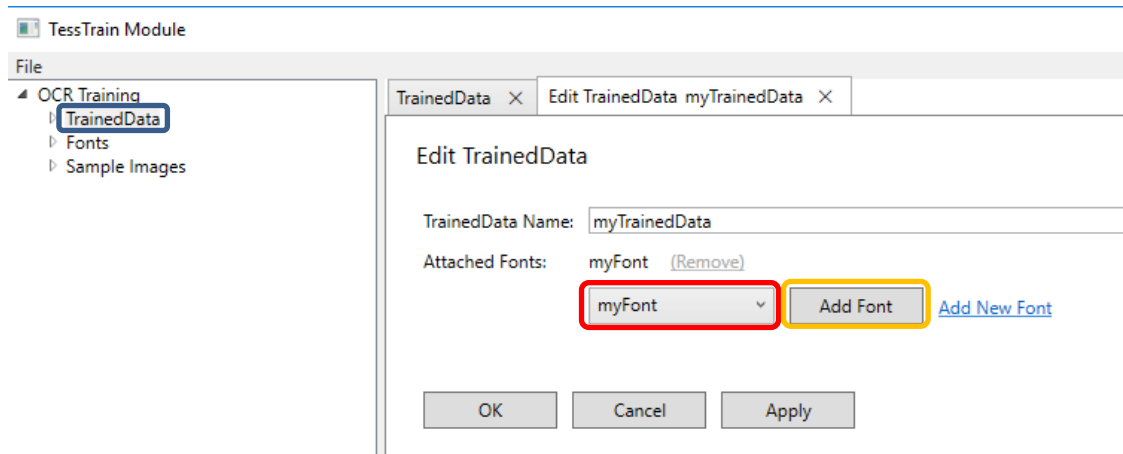 TessTrain Module
File
OCR Training
TrainedData
Fonts
Sample Images
TrainedData
Edit TrainedData myTrainedData
Edit TrainedData
TrainedData Name: myTrainedData
Attached Fonts: myFont (Remove)
myFont Add Font Add New Font
OK Cancel Apply